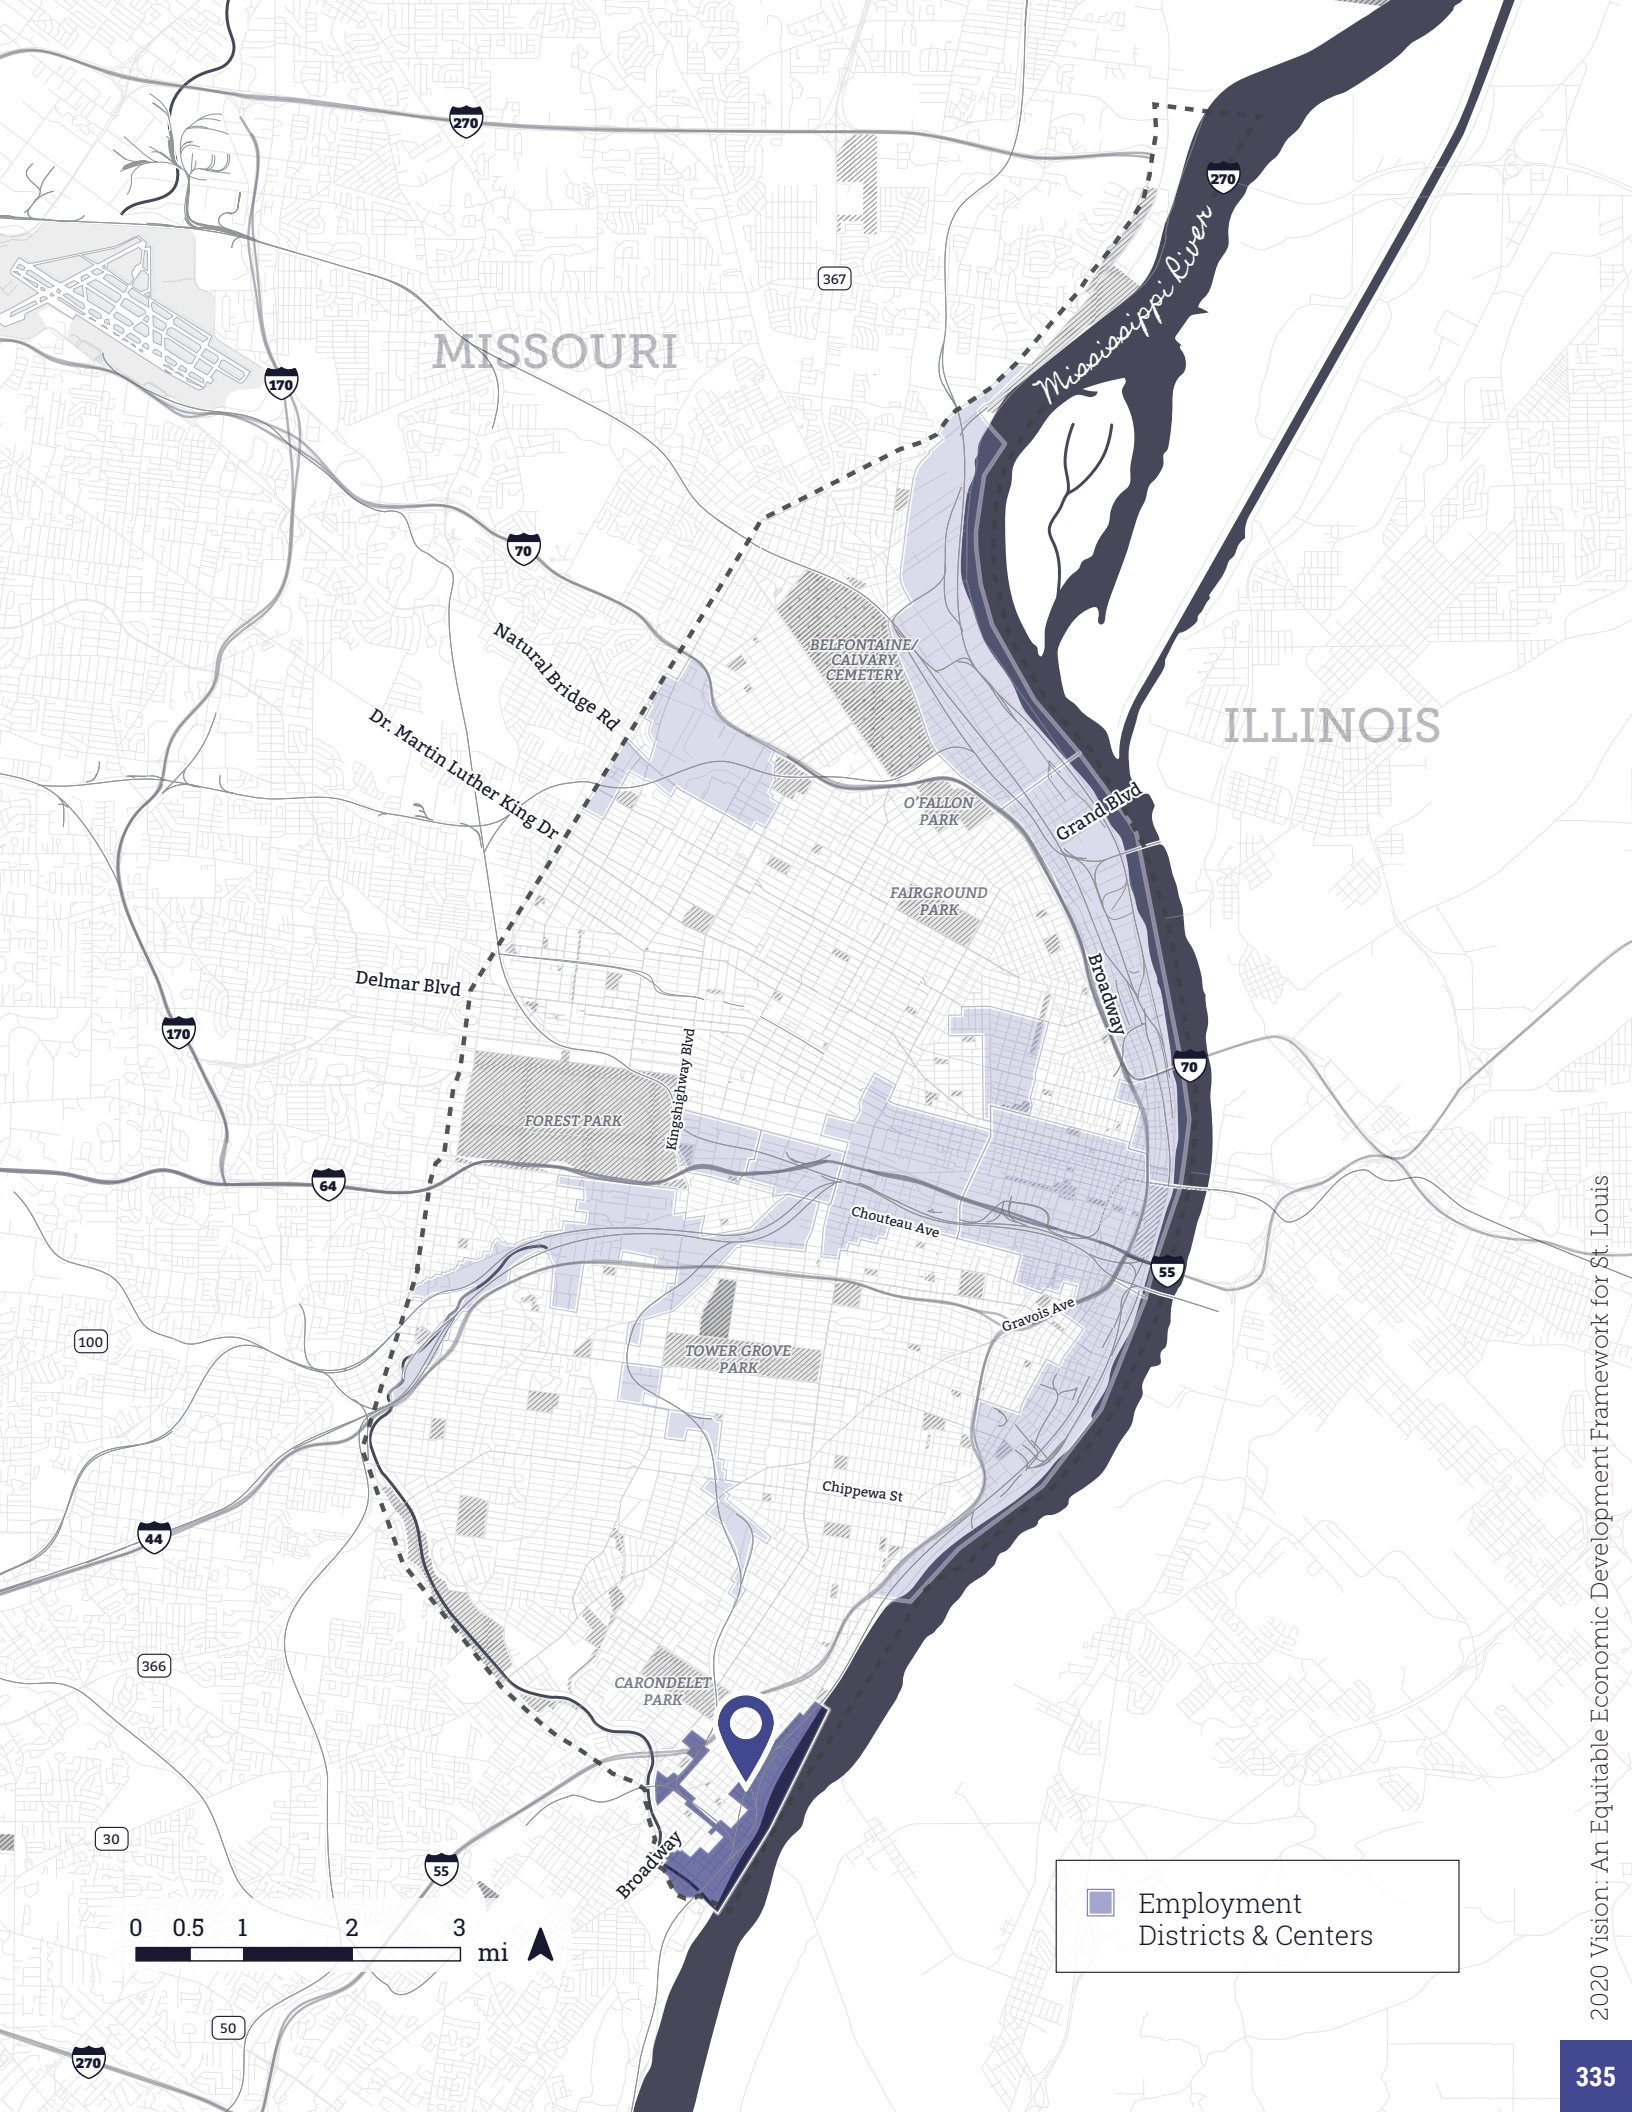 270
270
Mississippi River
367
MISSOURI
170
70
Natural Bridge Rd
BELFONTAINE/
CALVARY
CEMETERY
ILLINOIS
Dr. Martin Luther King Dr
O'FALLON
PARK
Grand Blvd
FAIRGROUND
PARK
Delmar Blvd
Broadway
170
Kingshighway Blvd
70
FOREST PARK
64
Chouteau Ave
55
Gravois Ave
100
TOWER GROVE
PARK
Chippewa St
44
366
CARONDELET
PARK
30
55
Broadway
Employment
Districts & Centers
0 0.5 1 2 3
mi
50
270
2020 Vision: An Equitable Economic Development Framework for St. Louis
335